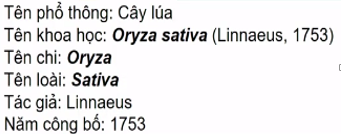 Tên phổ thông: Cây lúa
Tên khoa học: Oryza sativa (Linnaeus, 1753)
Tên chi: Oryza
Tên loài: Sativa
Tác giả: Linnaeus
Năm công bố: 1753